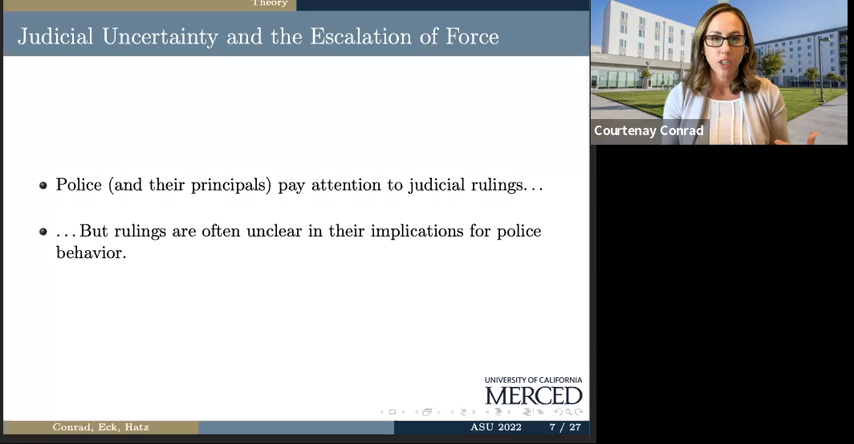 Theory
Judicial Uncertainty and the Escalation of Force
Courtenay Conrad
Police (and their principals) pay attention to judicial rulings...
...But rulings are often unclear in their implications for police
behavior.
UNIVERSITY OF CALIFORNIA
MERCED
Conrad, Eck, Hatz
ASU 2022
7 / 27